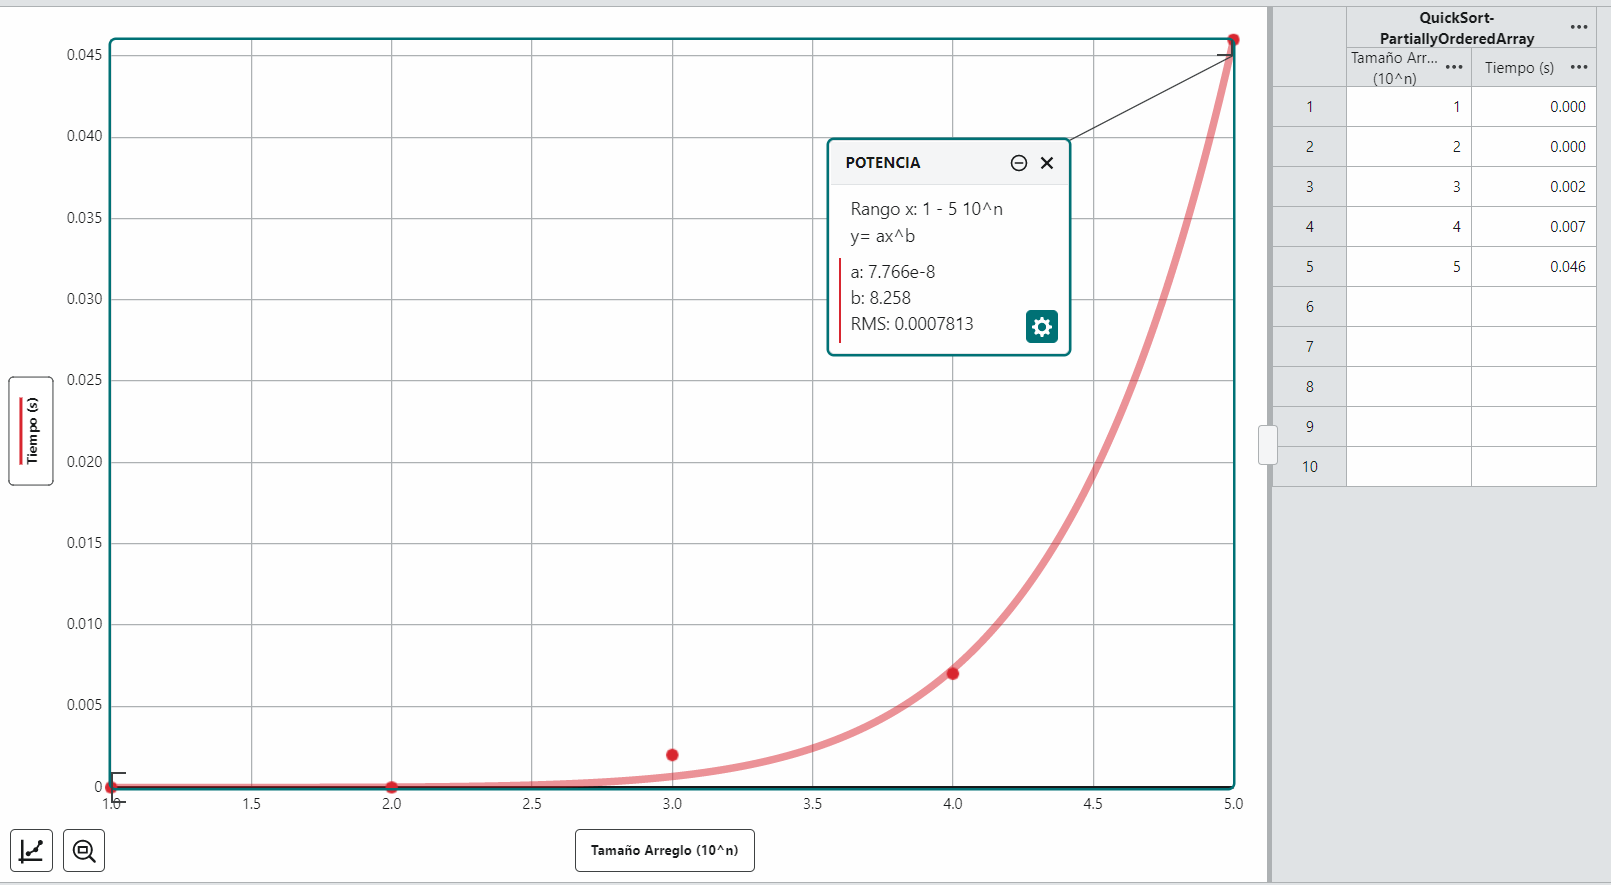 0.045
0.040
0.035
0.030
0.025
0.020
0.015
0.010
0.005
0
Tiempo (s)
1.0
1.5
2.0
2.5
3.0
3.5
4.0
4.5
5.0
Tamaño Arreglo (10^n)
POTENCIA
Rango x: 1 - 5 10^n
y= ax^b
a: 7.766e-8
b: 8.258
RMS: 0.0007813
QuickSort-
PartiallyOrderedArray
Tamaño Arr...
(10^n)
Tiempo (s)
1 1 0.000
2 2 0.000
3 3 0.002
4 4 0.007
5 5 0.046
6
7
8
9
10